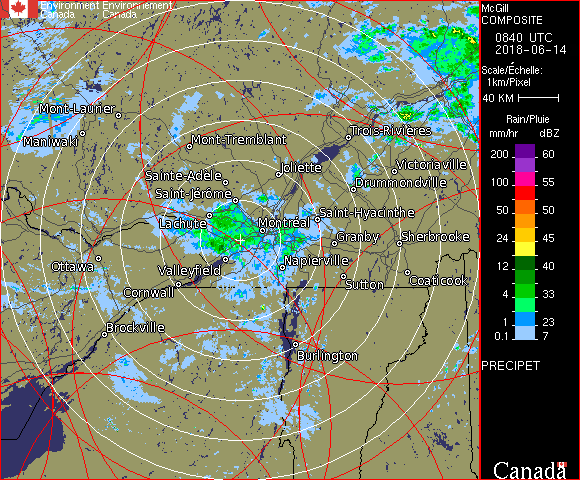 Environment Environnement
Canada Canada
McGill
COMPOSITE
0840 UTC
2018-06-14
Scale/Échelle:
1km/Pixel
40 KM
Rain/Pluie
mm/hr dBZ
200 60
100 55
50 50
24 45
12 40
4 33
1 23
0.1 7
PRECIPET
Canada
Mont-Laurier
Maniwaki
Mont-Tremblant
Trois-Rivières
Joliette
Victoriaville
Sainte-Adèle
Drummondville
Saint-Jérôme
Lachute
Montréal
Saint-Hyacinthe
Granby
Sherbrooke
Ottawa
Valleyfield
Napierville
Cornwall
Sutton
Coaticook
Brockville
Burlington